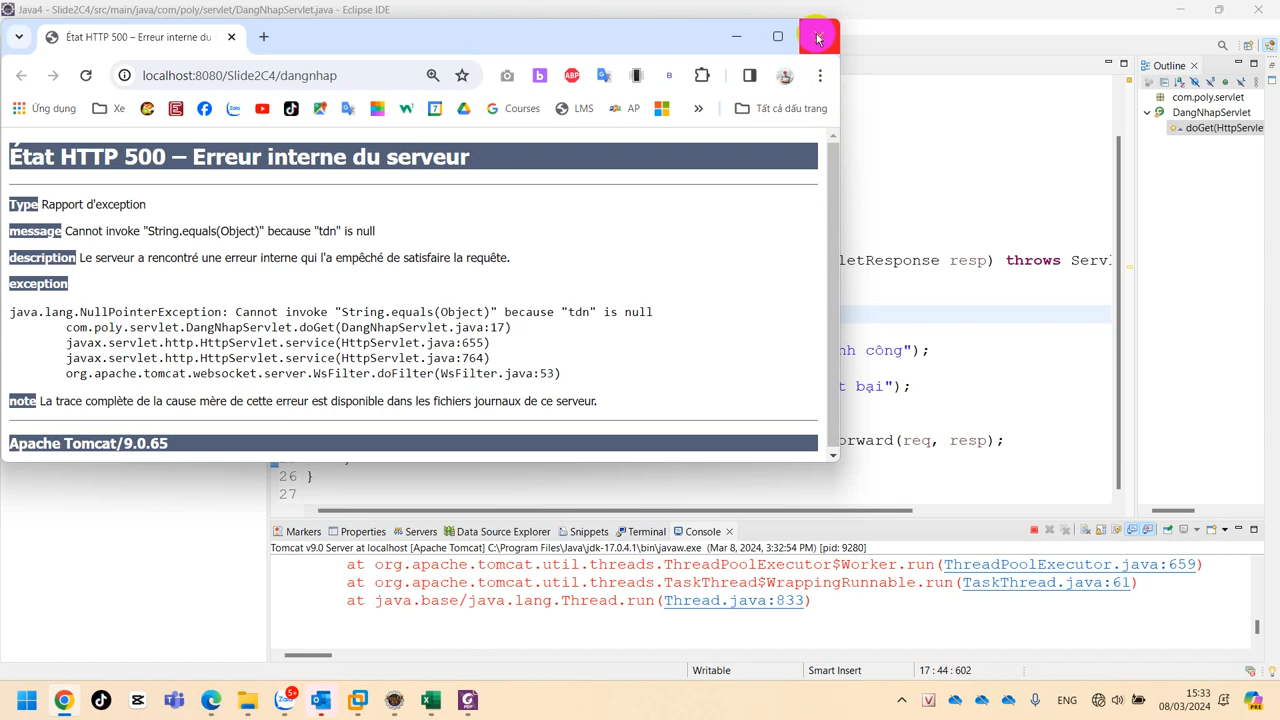 Java4 - Slide2C4/src/main/java/com/poly/servlet/DangNhapServlet.java - Eclipse IDE
État HTTP 500 – Erreur interne du
localhost:8080/Slide2C4/dangnhap
Ứng dụng
Xe
Courses
LMS
AP
Tất cả dấu trang
État HTTP 500 – Erreur interne du serveur
Type Rapport d'exception
message Cannot invoke "String.equals(Object)" because "tdn" is null
description Le serveur a rencontré une erreur interne qui l'a empêché de satisfaire la requête.
exception
java.lang.NullPointerException: Cannot invoke "String.equals(Object)" because "tdn" is null
com.poly.servlet.DangNhapServlet.doGet(DangNhapServlet.java:17)
javax.servlet.http.HttpServlet.service(HttpServlet.java:655)
javax.servlet.http.HttpServlet.service(HttpServlet.java:764)
org.apache.tomcat.websocket.server.WsFilter.doFilter(WsFilter.java:53)
note La trace complète de la cause mère de cette erreur est disponible dans les fichiers journaux de ce serveur.
Apache Tomcat/9.0.65
letResponse resp) throws Servl
nh công");
t bại");
orward(req, resp);
26 }
27
Outline
com.poly.servlet
DangNhapServlet
doGet(HttpServle
Markers Properties Servers Data Source Explorer Snippets Terminal Console
Tomcat v9.0 Server at localhost [Apache Tomcat] C:\Program Files\Java\jdk-17.0.4.1\bin\javaw.exe (Mar 8, 2024, 3:32:54 PM) [pid: 9280]
at org.apache.tomcat.util.threads.ThreadPoolExecutor$Worker.run(ThreadPoolExecutor.java:659)
at org.apache.tomcat.util.threads.TaskThread$WrappingRunnable.run(TaskThread.java:61)
at java.base/java.lang.Thread.run(Thread.java:833)
Writable
Smart Insert
17 : 44 : 602
5+
ENG
15:33
08/03/2024